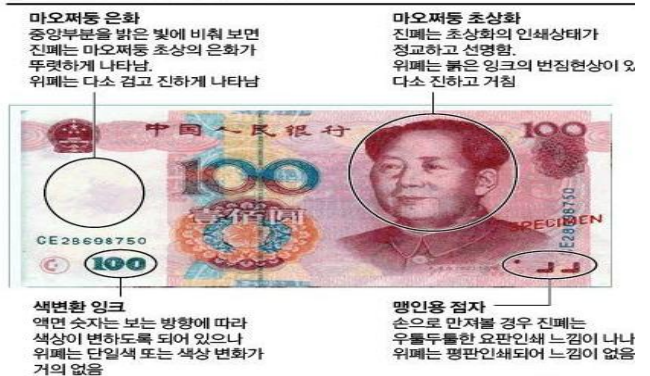 마오쩌둥 은화
중앙부분을 밝은 빛에 비춰 보면
진폐는 마오쩌둥 초상의 은화가
뚜렷하게 나타남.
위폐는 다소 검고 진하게 나타남
마오쩌둥 초상화
진폐는 초상화의 인쇄상태가
정교하고 선명함.
위폐는 붉은 잉크의 번짐현상이 있
다소 진하고 거침
中国人民银行
100
100
壹佰圆
SPECIMEN
CE28698750
100
색변환 잉크
액면 숫자는 보는 방향에 따라
색상이 변하도록 되어 있으나
위폐는 단일색 또는 색상 변화가
거의 없음
맹인용 점자
손으로 만져볼 경우 진폐는
우툴두툴한 요판인쇄 느낌이 나나
위폐는 평판인쇄되어 느낌이 없음